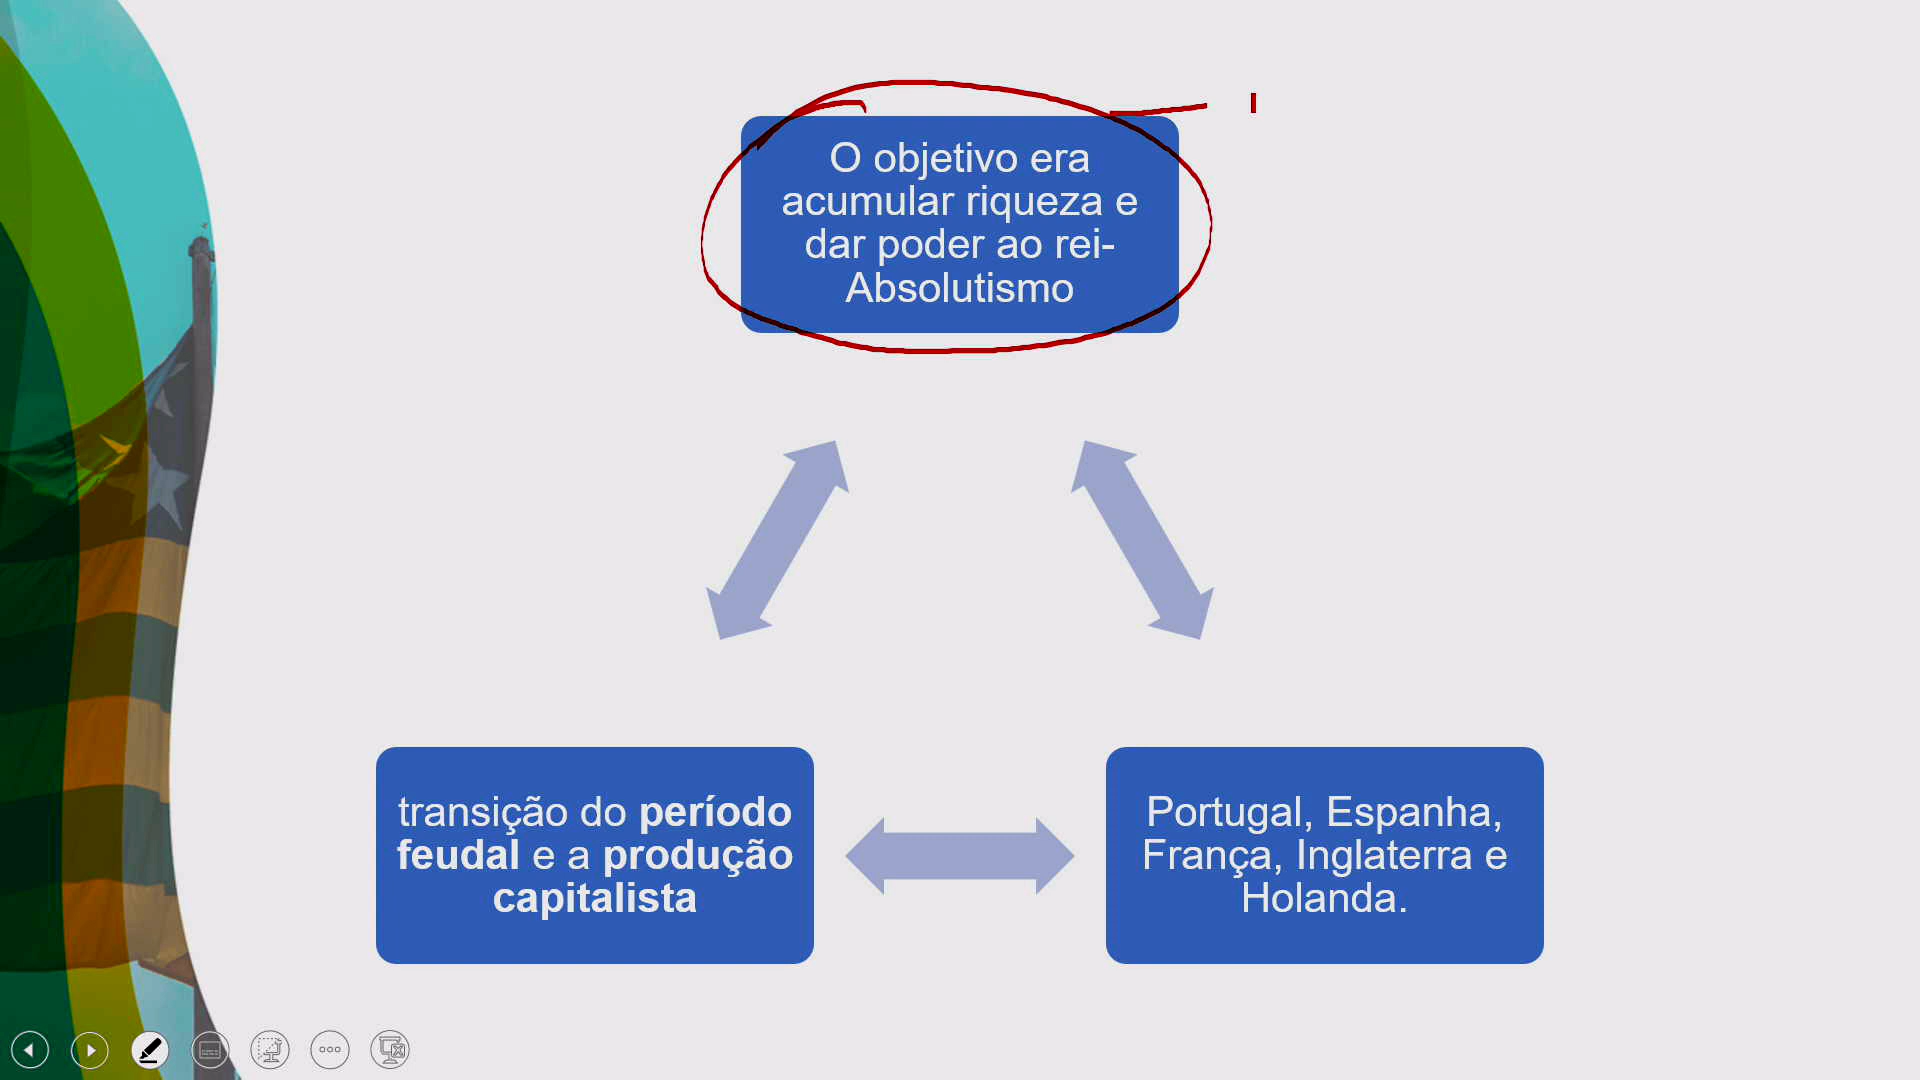 O objetivo era
acumular riqueza e
dar poder ao rei-
Absolutismo
transição do período
feudal e a produção
capitalista
Portugal, Espanha,
França, Inglaterra e
Holanda.